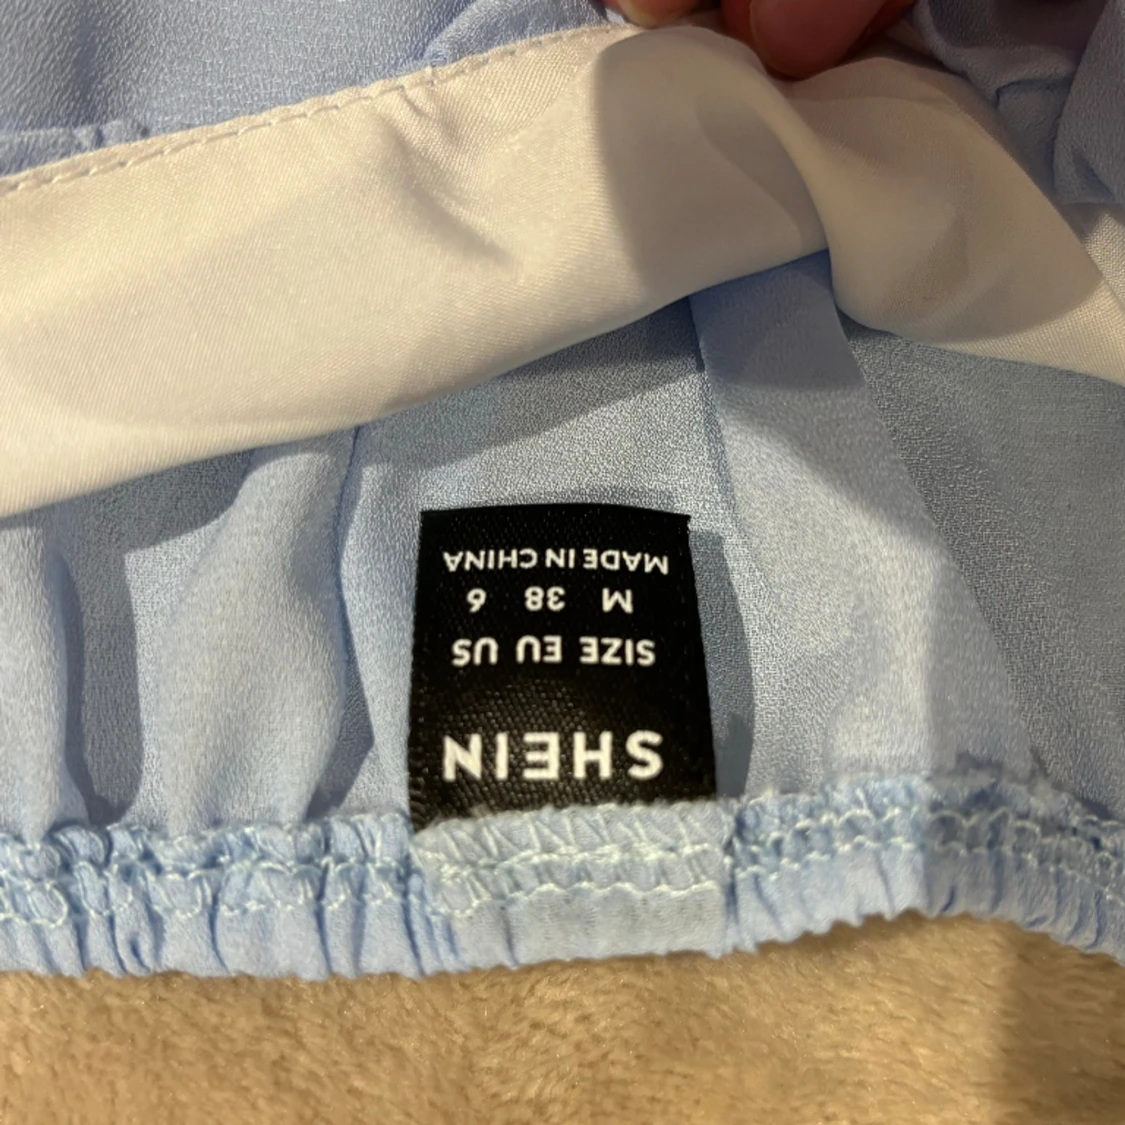 SHEIN
SIZE EU US
M 38 6
MADE IN CHINA